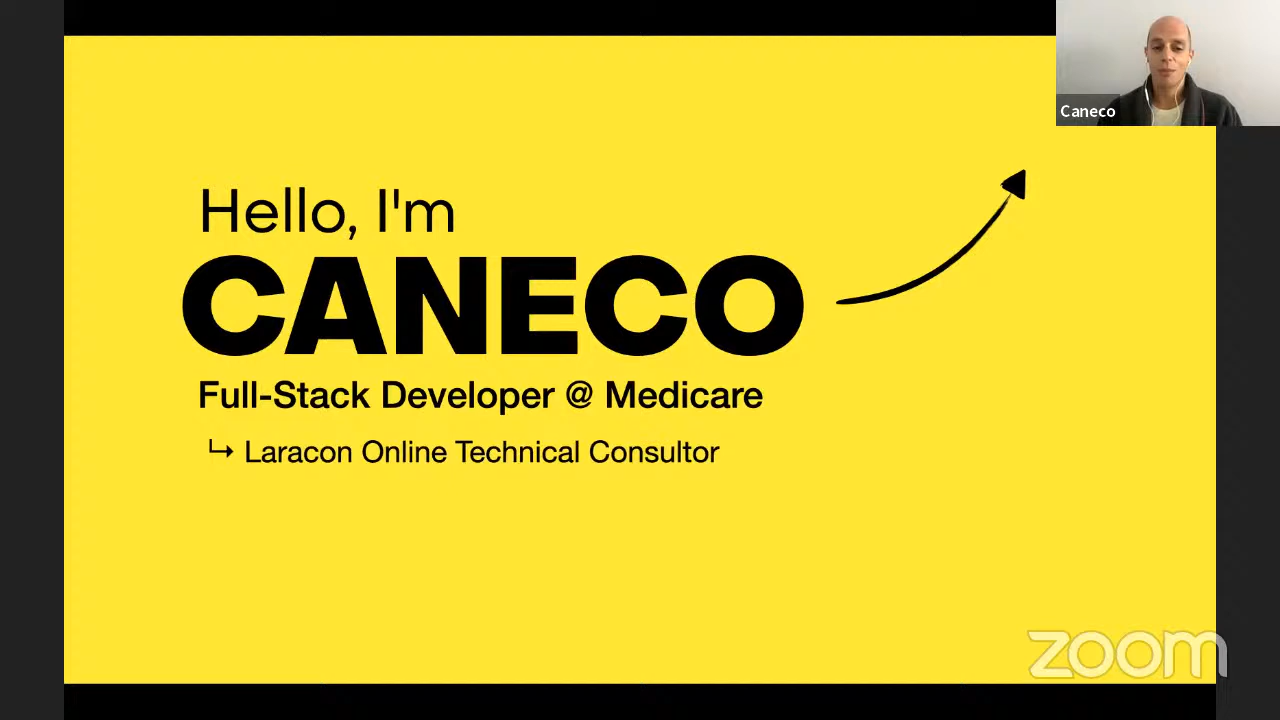 Caneco
Hello, I'm
CANECO
Full-Stack Developer @ Medicare
↳ Laracon Online Technical Consultor
zoom